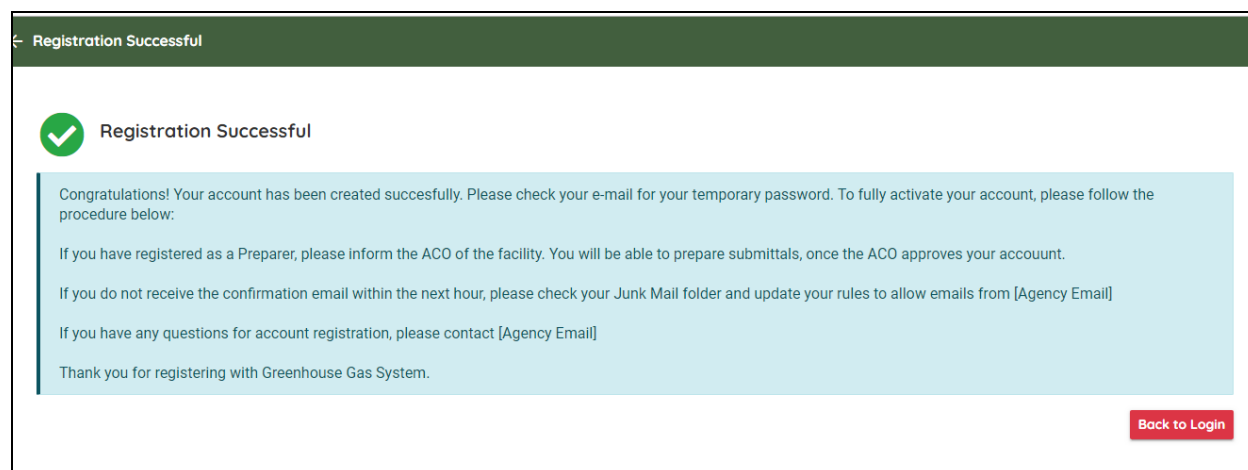 ← Registration Successful
Registration Successful
Congratulations! Your account has been created succesfully. Please check your e-mail for your temporary password. To fully activate your account, please follow the
procedure below:
If you have registered as a Preparer, please inform the ACO of the facility. You will be able to prepare submittals, once the ACO approves your accouunt.
If you do not receive the confirmation email within the next hour, please check your Junk Mail folder and update your rules to allow emails from [Agency Email]
If you have any questions for account registration, please contact [Agency Email]
Thank you for registering with Greenhouse Gas System.
Back to Login